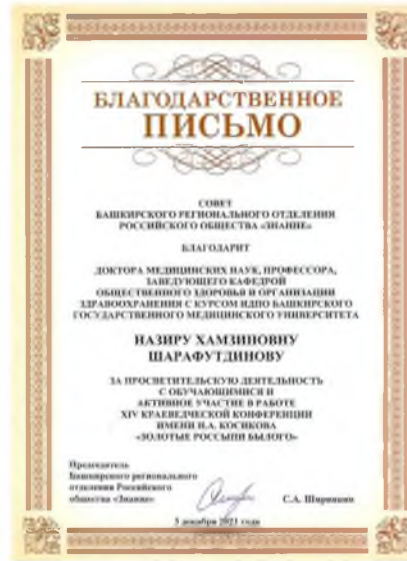 БЛАГОДАРСТВЕННОЕ
ПИСЬМО
СОВЕТ
БАШКИРСКОГО РЕГИОНАЛЬНОГО ОТДЕЛЕНИЯ
РОССИЙСКОГО ОБЩЕСТВА «ЗНАНИЕ»
БЛАГОДАРИТ
ДОКТОРА МЕДИЦИНСКИХ НАУК, ПРОФЕССОРА,
ЗАВЕДУЮЩЕГО КАФЕДРОЙ
ОБЩЕСТВЕННОГО ЗДОРОВЬЯ И ОРГАНИЗАЦИИ
ЗДРАВООХРАНЕНИЯ С КУРСОМ ИДПО БАШКИРСКОГО
ГОСУДАРСТВЕННОГО МЕДИЦИНСКОГО УНИВЕРСИТЕТА
НАЗИРУ ХАМЗИНОВНУ
ШАРАФУТДИНОВУ
ЗА ПРОСВЕТИТЕЛЬСКУЮ ДЕЯТЕЛЬНОСТЬ
С ОБУЧАЮЩИМИСЯ И
АКТИВНОЕ УЧАСТИЕ В РАБОТЕ
XIV КРАЕВЕДЧЕСКОЙ КОНФЕРЕНЦИИ
ИМЕНИ Н.А. КОСИКОВА
«ЗОЛОТЫЕ РОССЫПИ БЫЛОГО»
Председатель
Башкирского регионального
отделения Российского
общества «Знание»
С.А. Ширинкин
3 декабря 2021 года